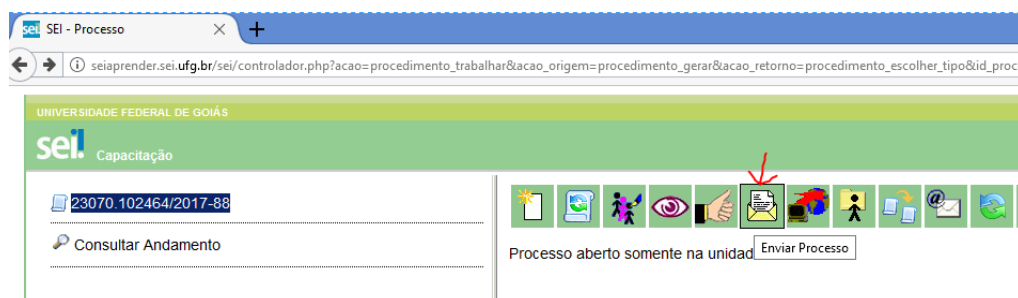 sei SEI - Processo
seiaprender.sei.ufg.br/sei/controlador.php?acao=procedimento_trabalhar&acao_origem=procedimento_gerar&acao_retorno=procedimento_escolher_tipo&id_proc
UNIVERSIDADE FEDERAL DE GOIÁS
sei! Capacitação
23070.102464/2017-88
Consultar Andamento
Processo aberto somente na unidad
Enviar Processo